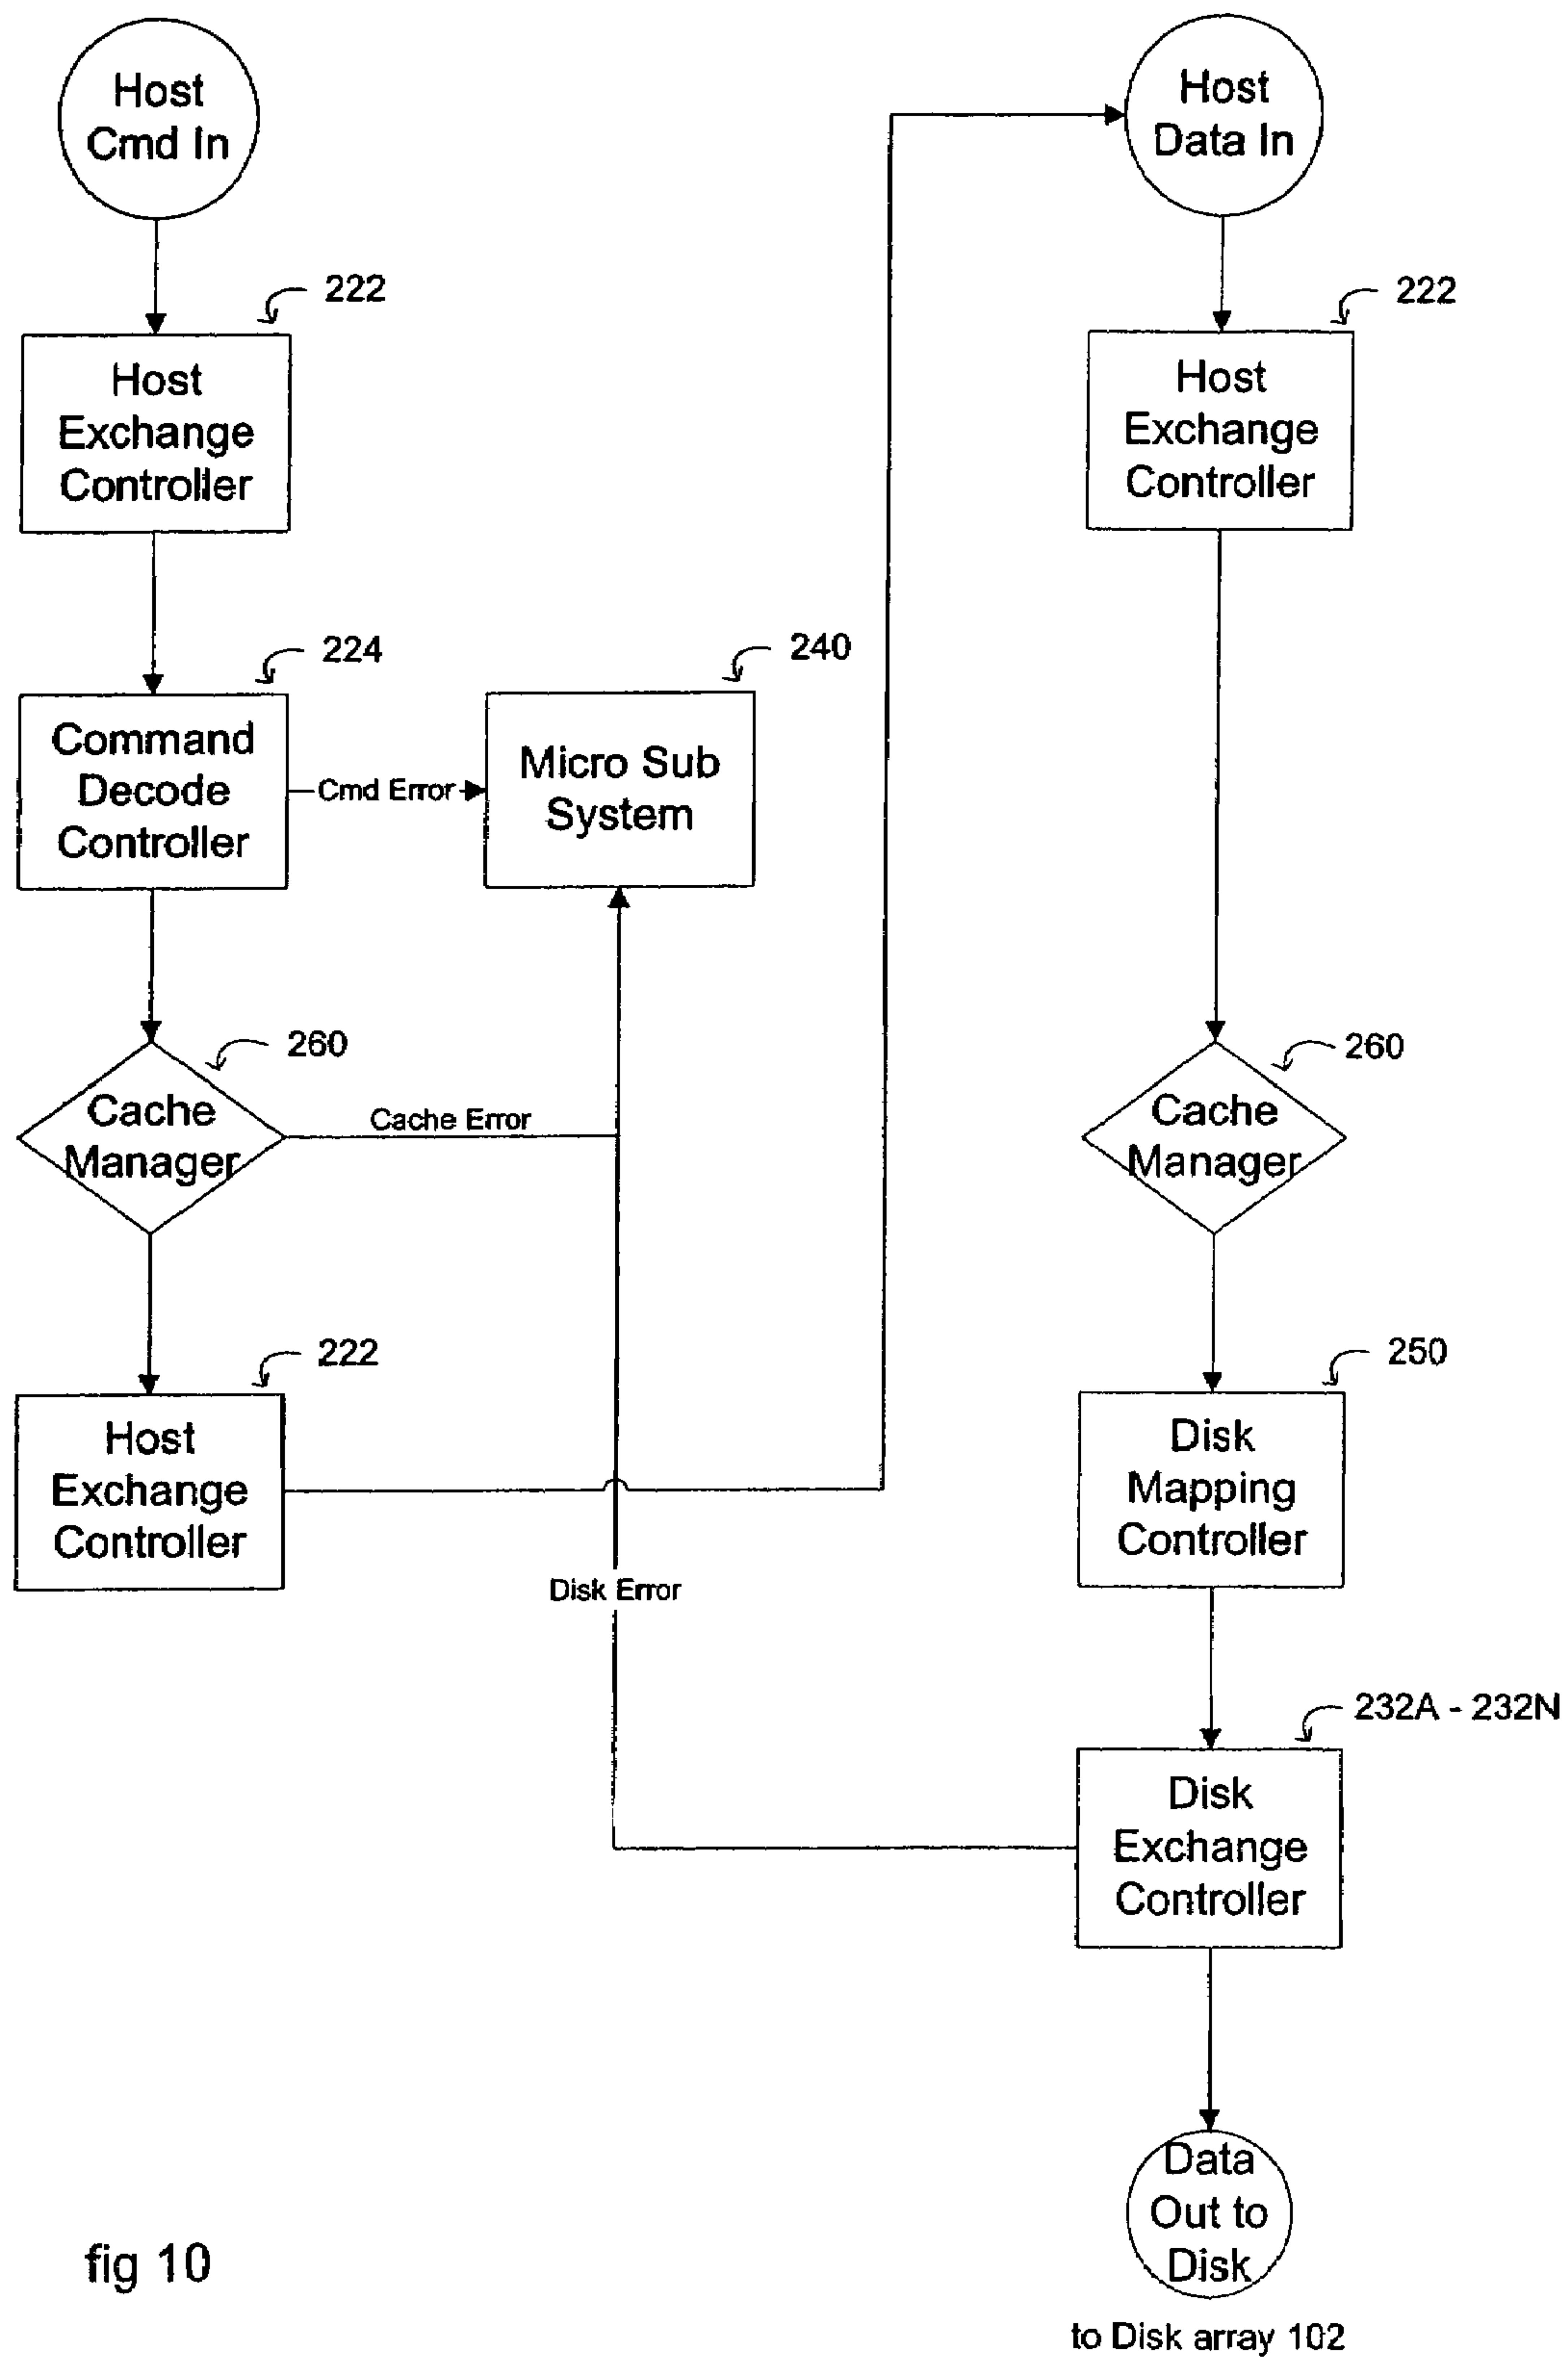 Host
Cmd In
222
Host
Exchange
Controller
224
Command
Decode
Controller
Cmd Error
240
Micro Sub
System
260
Cache
Manager
Cache Error
222
Host
Exchange
Controller
Disk Error
Host
Data In
222
Host
Exchange
Controller
260
Cache
Manager
250
Disk
Mapping
Controller
232A - 232N
Disk
Exchange
Controller
Data
Out to
Disk
to Disk array 102
fig 10